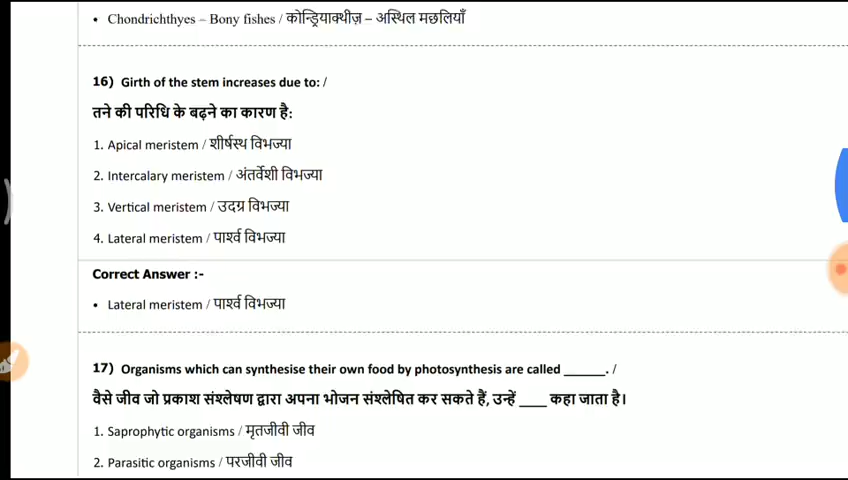 • Chondrichthyes – Bony fishes / कोन्ड्रियाक्थीज़ – अस्थिल मछलियाँ
16) Girth of the stem increases due to: /
तने की परिधि के बढ़ने का कारण है:
1. Apical meristem / शीर्षस्थ विभज्या
2. Intercalary meristem / अंतर्वेशी विभज्या
3. Vertical meristem / उदग्र विभज्या
4. Lateral meristem / पार्श्व विभज्या
Correct Answer :-
• Lateral meristem / पार्श्व विभज्या
17) Organisms which can synthesise their own food by photosynthesis are called ______. /
वैसे जीव जो प्रकाश संश्लेषण द्वारा अपना भोजन संश्लेषित कर सकते हैं, उन्हें ____ कहा जाता है।
1. Saprophytic organisms / मृतजीवी जीव
2. Parasitic organisms / परजीवी जीव